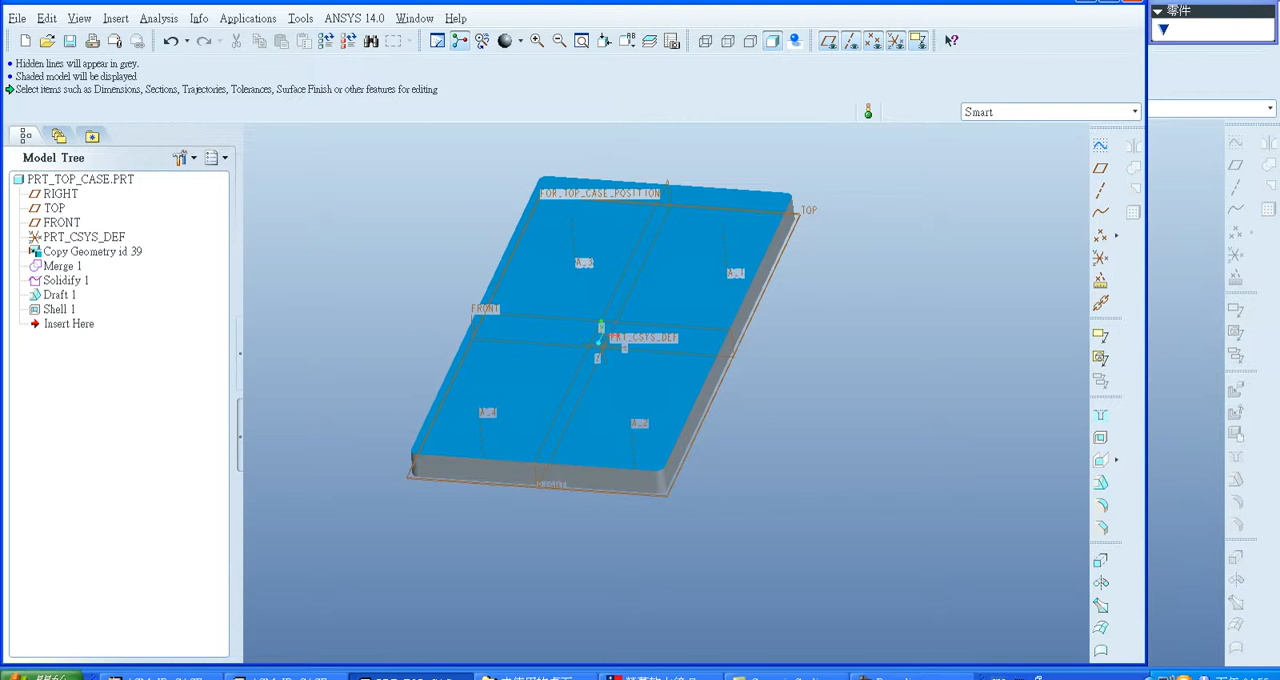 零件
File Edit View Insert Analysis Info Applications Tools ANSYS 14.0 Window Help
Hidden lines will appear in grey.
Shaded model will be displayed
Select items such as Dimensions, Sections, Trajectories, Tolerances, Surface Finish or other features for editing
Smart
Model Tree
PRT_TOP_CASE.PRT
RIGHT
TOP
FRONT
PRT_CSYS_DEF
Copy Geometry id 39
Merge 1
Solidify 1
Draft 1
Shell 1
Insert Here
FOR_TOP_CASE_POSITION
TOP
A_3
A_1
FRONT
PRT_CSYS_DEF
Z
A_4
A_2
RIGHT